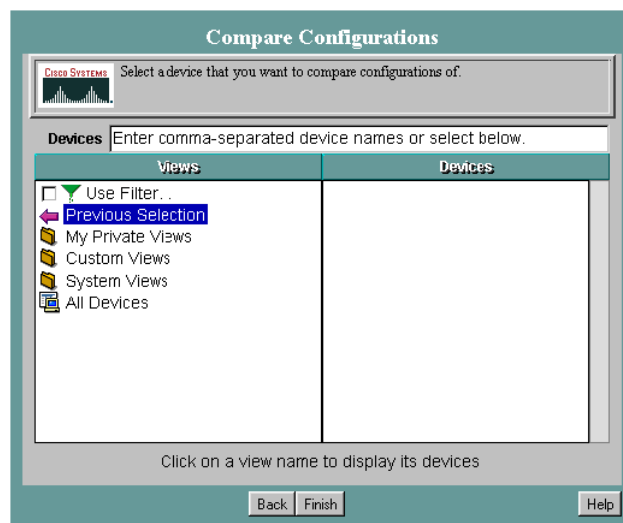 Compare Configurations
CISCO SYSTEMS
Select a device that you want to compare configurations of.
Devices
Enter comma-separated device names or select below.
Views
Devices
Use Filter..
Previous Selection
My Private Views
Custom Views
System Views
All Devices
Click on a view name to display its devices
Back
Finish
Help